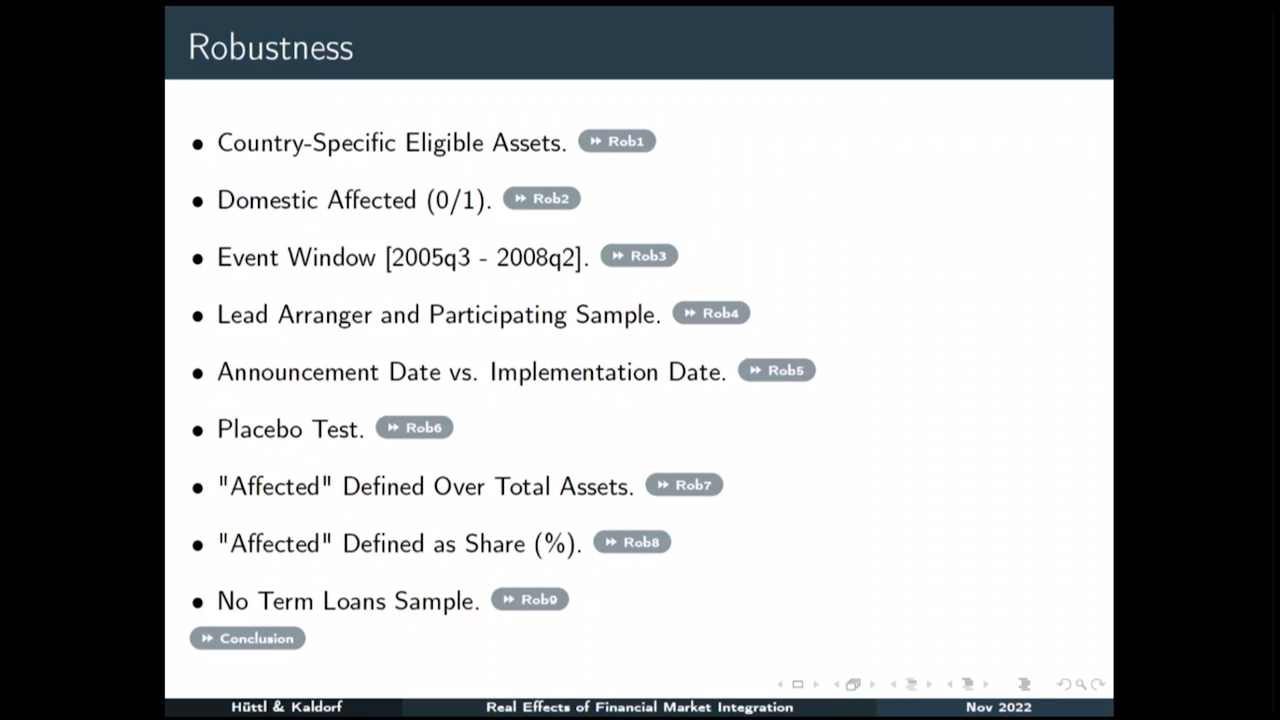 Robustness
• Country-Specific Eligible Assets. Rob1
• Domestic Affected (0/1). Rob2
• Event Window [2005q3 - 2008q2]. Rob3
• Lead Arranger and Participating Sample. Rob4
• Announcement Date vs. Implementation Date. Rob5
• Placebo Test. Rob6
• "Affected" Defined Over Total Assets. Rob7
• "Affected" Defined as Share (%). Rob8
• No Term Loans Sample. Rob9
Conclusion
Hüttl & Kaldorf Real Effects of Financial Market Integration Nov 2022